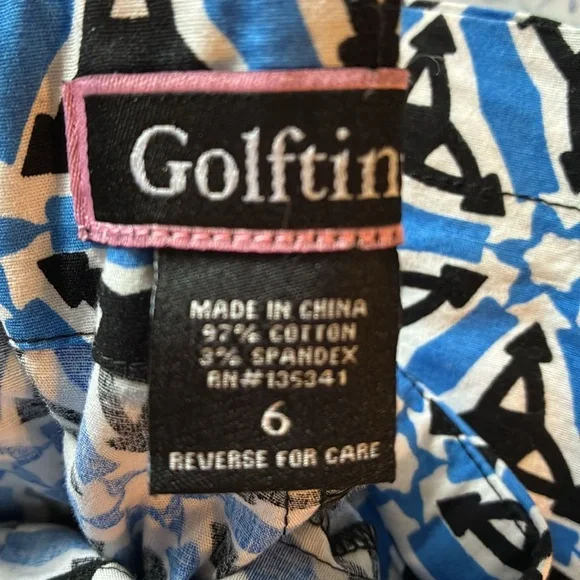 Golftin
MADE IN CHINA
97% COTTON
3% SPANDEX
RN#135341
6
REVERSE FOR CARE